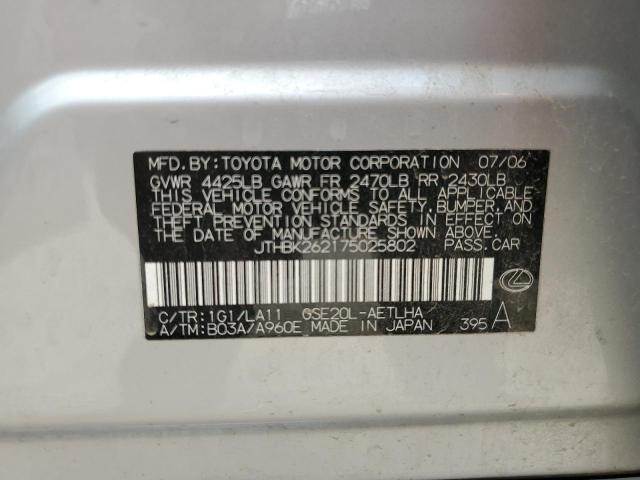 MFD.BY:TOYOTA MOTOR CORPORATION 07/06
GVWR 4425LB GAWR FR 2470LB RR 2430LB
THIS VEHICLE CONFORMS TO ALL APPLICABLE
FEDERAL MOTOR VEHICLE SAFETY,BUMPER,AND
THEFT PREVENTION STANDARDS IN EFFECT ON
THE DATE OF MANUFACTURE SHOWN ABOVE.
JTHBK262175025802 PASS.CAR
C/TR:1G1/LA11 GSE20L-AETLHA
A/TM:B03A/A960E MADE IN JAPAN 395 A